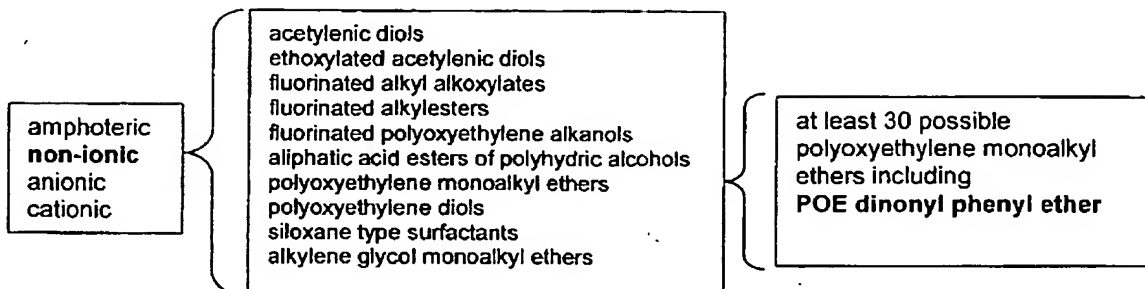 amphoteric
non-ionic
anionic
cationic
acetylenic diols
ethoxylated acetylenic diols
fluorinated alkyl alkoxylates
fluorinated alkylesters
fluorinated polyoxyethylene alkanols
aliphatic acid esters of polyhydric alcohols
polyoxyethylene monoalkyl ethers
polyoxyethylene diols
siloxane type surfactants
alkylene glycol monoalkyl ethers
at least 30 possible
polyoxyethylene monoalkyl
ethers including
POE dinonyl phenyl ether